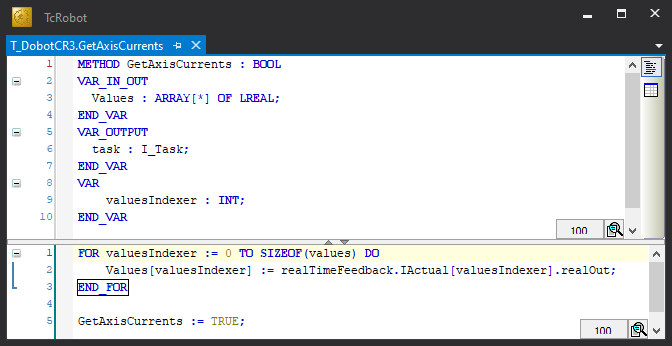 TcRobot
T_DobotCR3.GetAxisCurrents
1 METHOD GetAxisCurrents : BOOL
2 VAR_IN_OUT
3 Values : ARRAY[*] OF LREAL;
4 END_VAR
5 VAR_OUTPUT
6 task : I_Task;
7 END_VAR
8 VAR
9 valuesIndexer : INT;
10 END_VAR
100
1 FOR valuesIndexer := 0 TO SIZEOF(values) DO
2 Values[valuesIndexer] := realTimeFeedback.IActual[valuesIndexer].realOut;
3 END_FOR
4
5 GetAxisCurrents := TRUE;
100